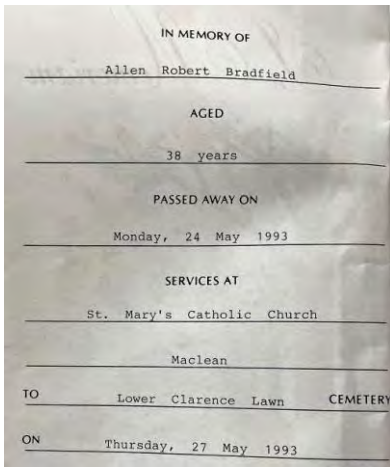 IN MEMORY OF
Allen Robert Bradfield
AGED
38 years
PASSED AWAY ON
Monday, 24 May 1993
SERVICES AT
St. Mary's Catholic Church
Maclean
TO Lower Clarence Lawn CEMETERY
ON Thursday, 27 May 1993